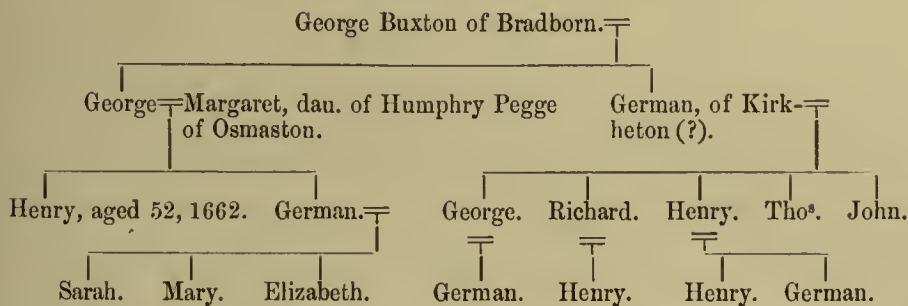 George Buxton of Bradborn.
George Margaret, dau. of Humphry Pegge German, of Kirk-
of Osmaston. heton (?).
Henry, aged 52, 1662. German. George. Richard. Henry. Thoˢ. John.
Sarah. Mary. Elizabeth. German. Henry. Henry. German.